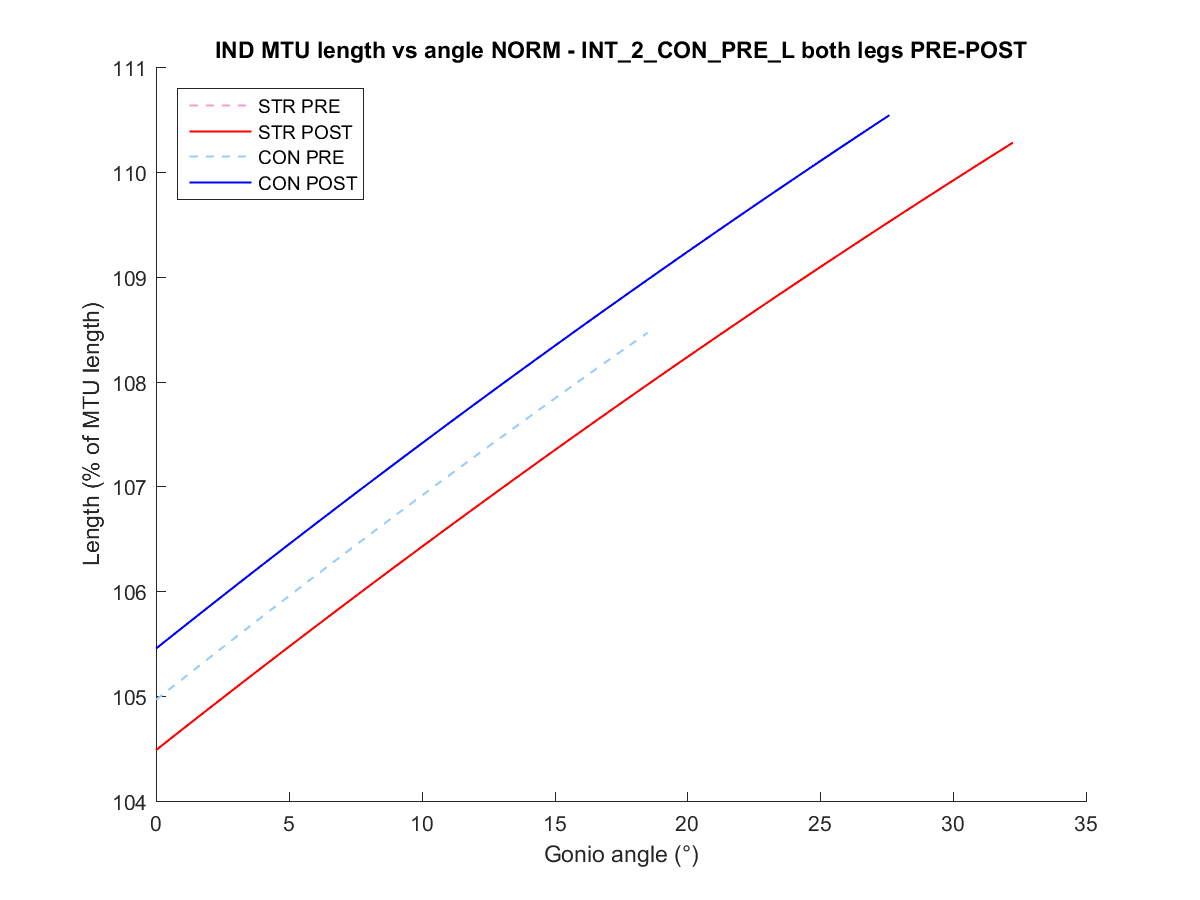 IND MTU length vs angle NORM - INT_2_CON_PRE_L both legs PRE-POST
111
110
109
108
107
106
105
104
Length (% of MTU length)
STR PRE
STR POST
CON PRE
CON POST
0 5 10 15 20 25 30 35
Gonio angle (°)